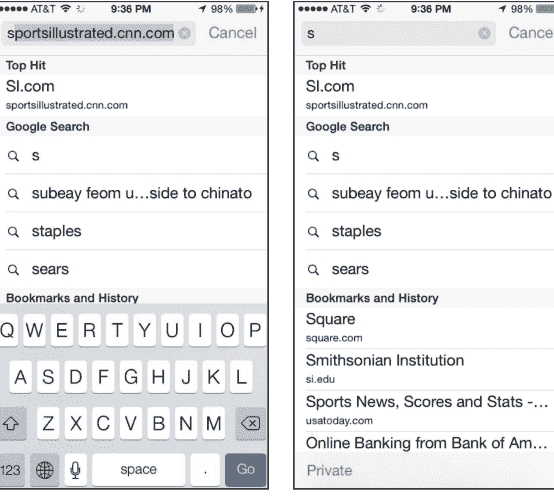 AT&T 9:36 PM 98%
sportsillustrated.cnn.com Cancel
Top Hit
SI.com
sportsillustrated.cnn.com
Google Search
s
subeay feom u...side to chinato
staples
sears
Bookmarks and History
Q W E R T Y U I O P
A S D F G H J K L
Z X C V B N M
123 space . Go
AT&T 9:36 PM 98%
s Cance
Top Hit
SI.com
sportsillustrated.cnn.com
Google Search
s
subeay feom u...side to chinato
staples
sears
Bookmarks and History
Square
square.com
Smithsonian Institution
si.edu
Sports News, Scores and Stats -...
usatoday.com
Online Banking from Bank of Am...
Private